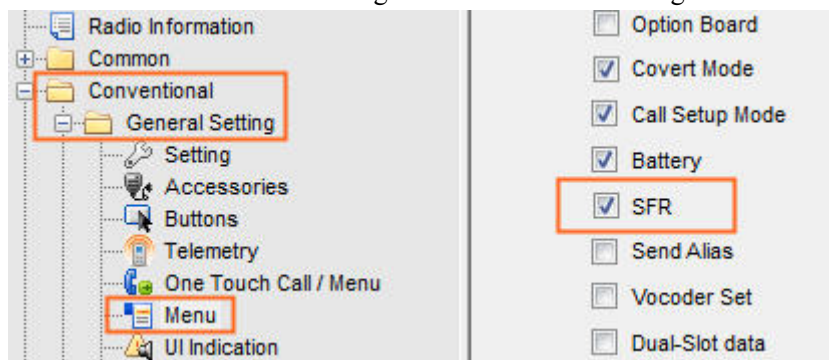 Radio Information
Common
Conventional
General Setting
Setting
Accessories
Buttons
Telemetry
One Touch Call / Menu
Menu
UI Indication
Option Board
Covert Mode
Call Setup Mode
Battery
SFR
Send Alias
Vocoder Set
Dual-Slot data